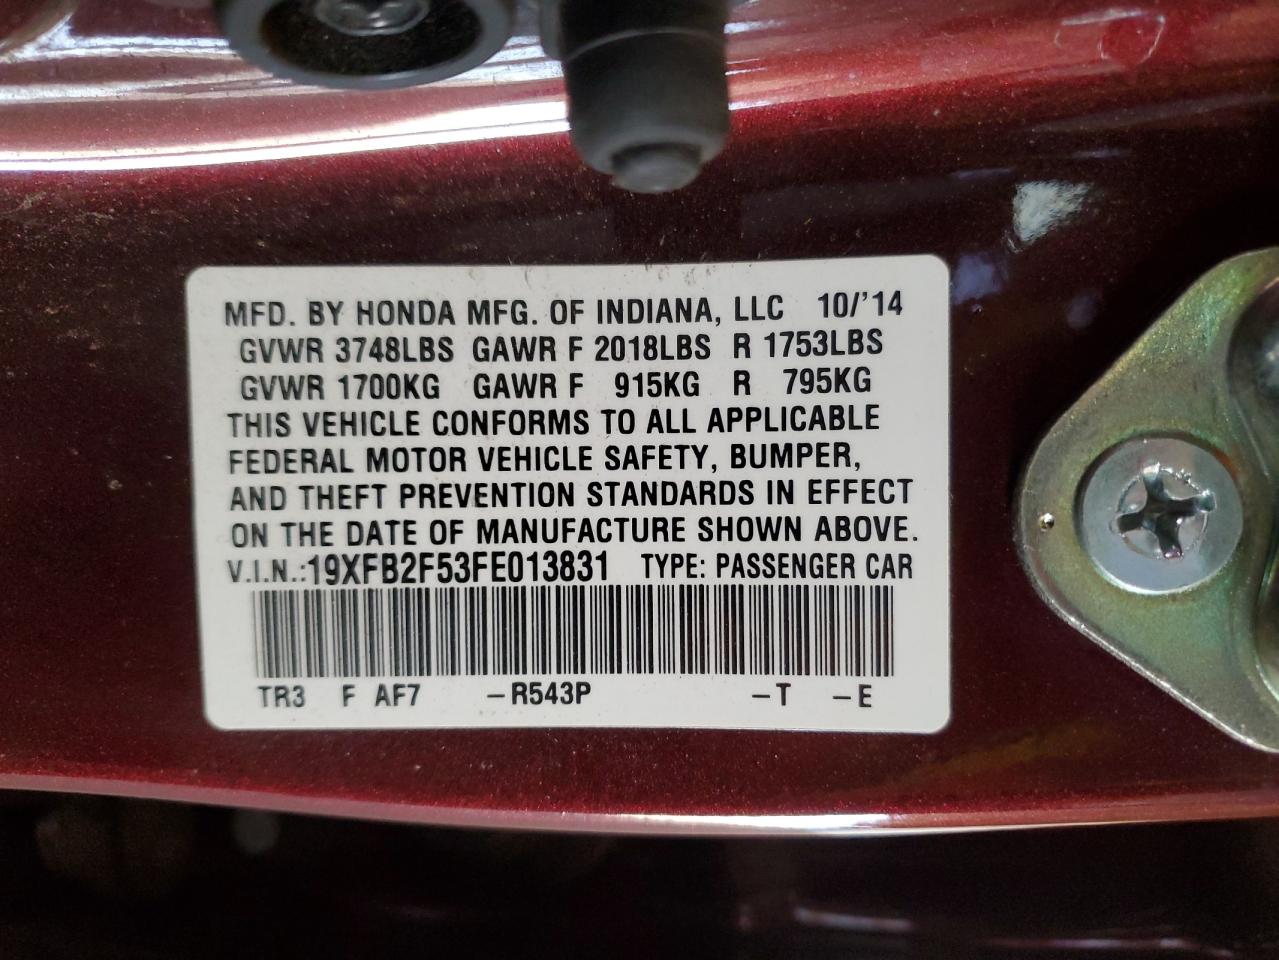 MFD. BY HONDA MFG. OF INDIANA, LLC 10/'14
GVWR 3748LBS GAWR F 2018LBS R 1753LBS
GVWR 1700KG GAWR F 915KG R 795KG
THIS VEHICLE CONFORMS TO ALL APPLICABLE
FEDERAL MOTOR VEHICLE SAFETY, BUMPER,
AND THEFT PREVENTION STANDARDS IN EFFECT
ON THE DATE OF MANUFACTURE SHOWN ABOVE.
V.I.N.:19XFB2F53FE013831 TYPE: PASSENGER CAR
TR3 F AF7 -R543P -T -E